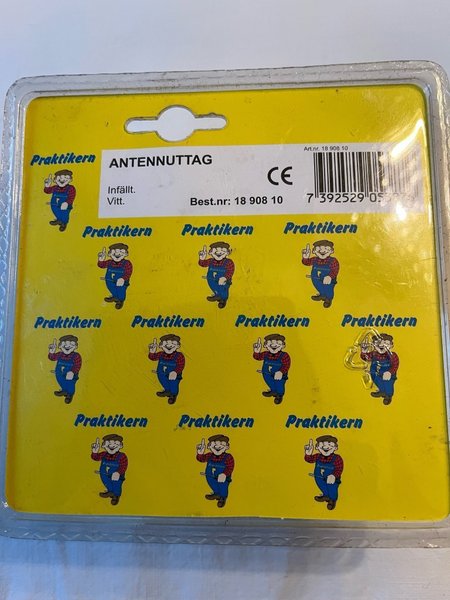 Praktikern
ANTENNUTTAG
Infällt.
Vitt.
Best.nr: 18 908 10
Art.nr. 18 908 10
CE
Praktikern Praktikern Praktikern
Praktikern Praktikern Praktikern Praktikern
Praktikern Praktikern Praktikern